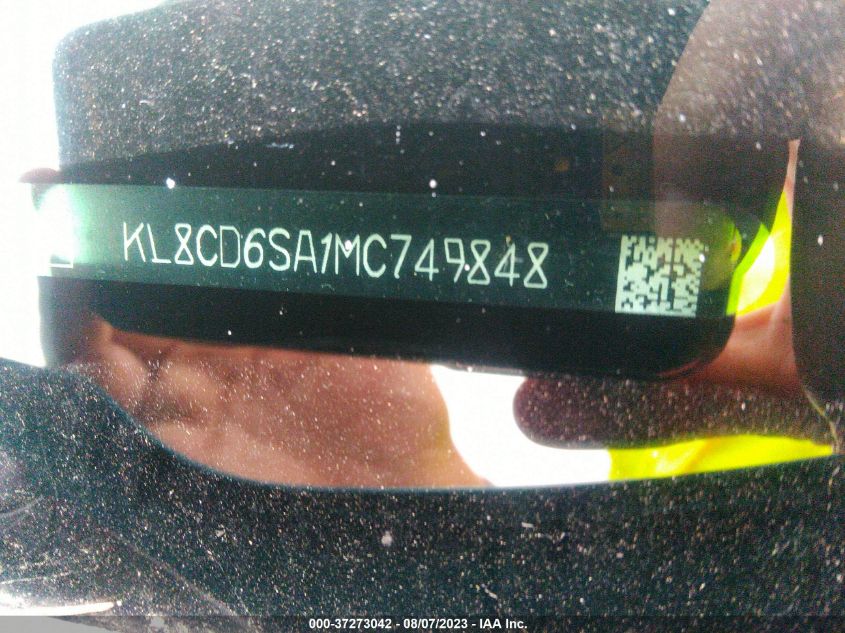 KL8CD6SA1MC749848
000-37273042 - 08/07/2023 - IAA Inc.